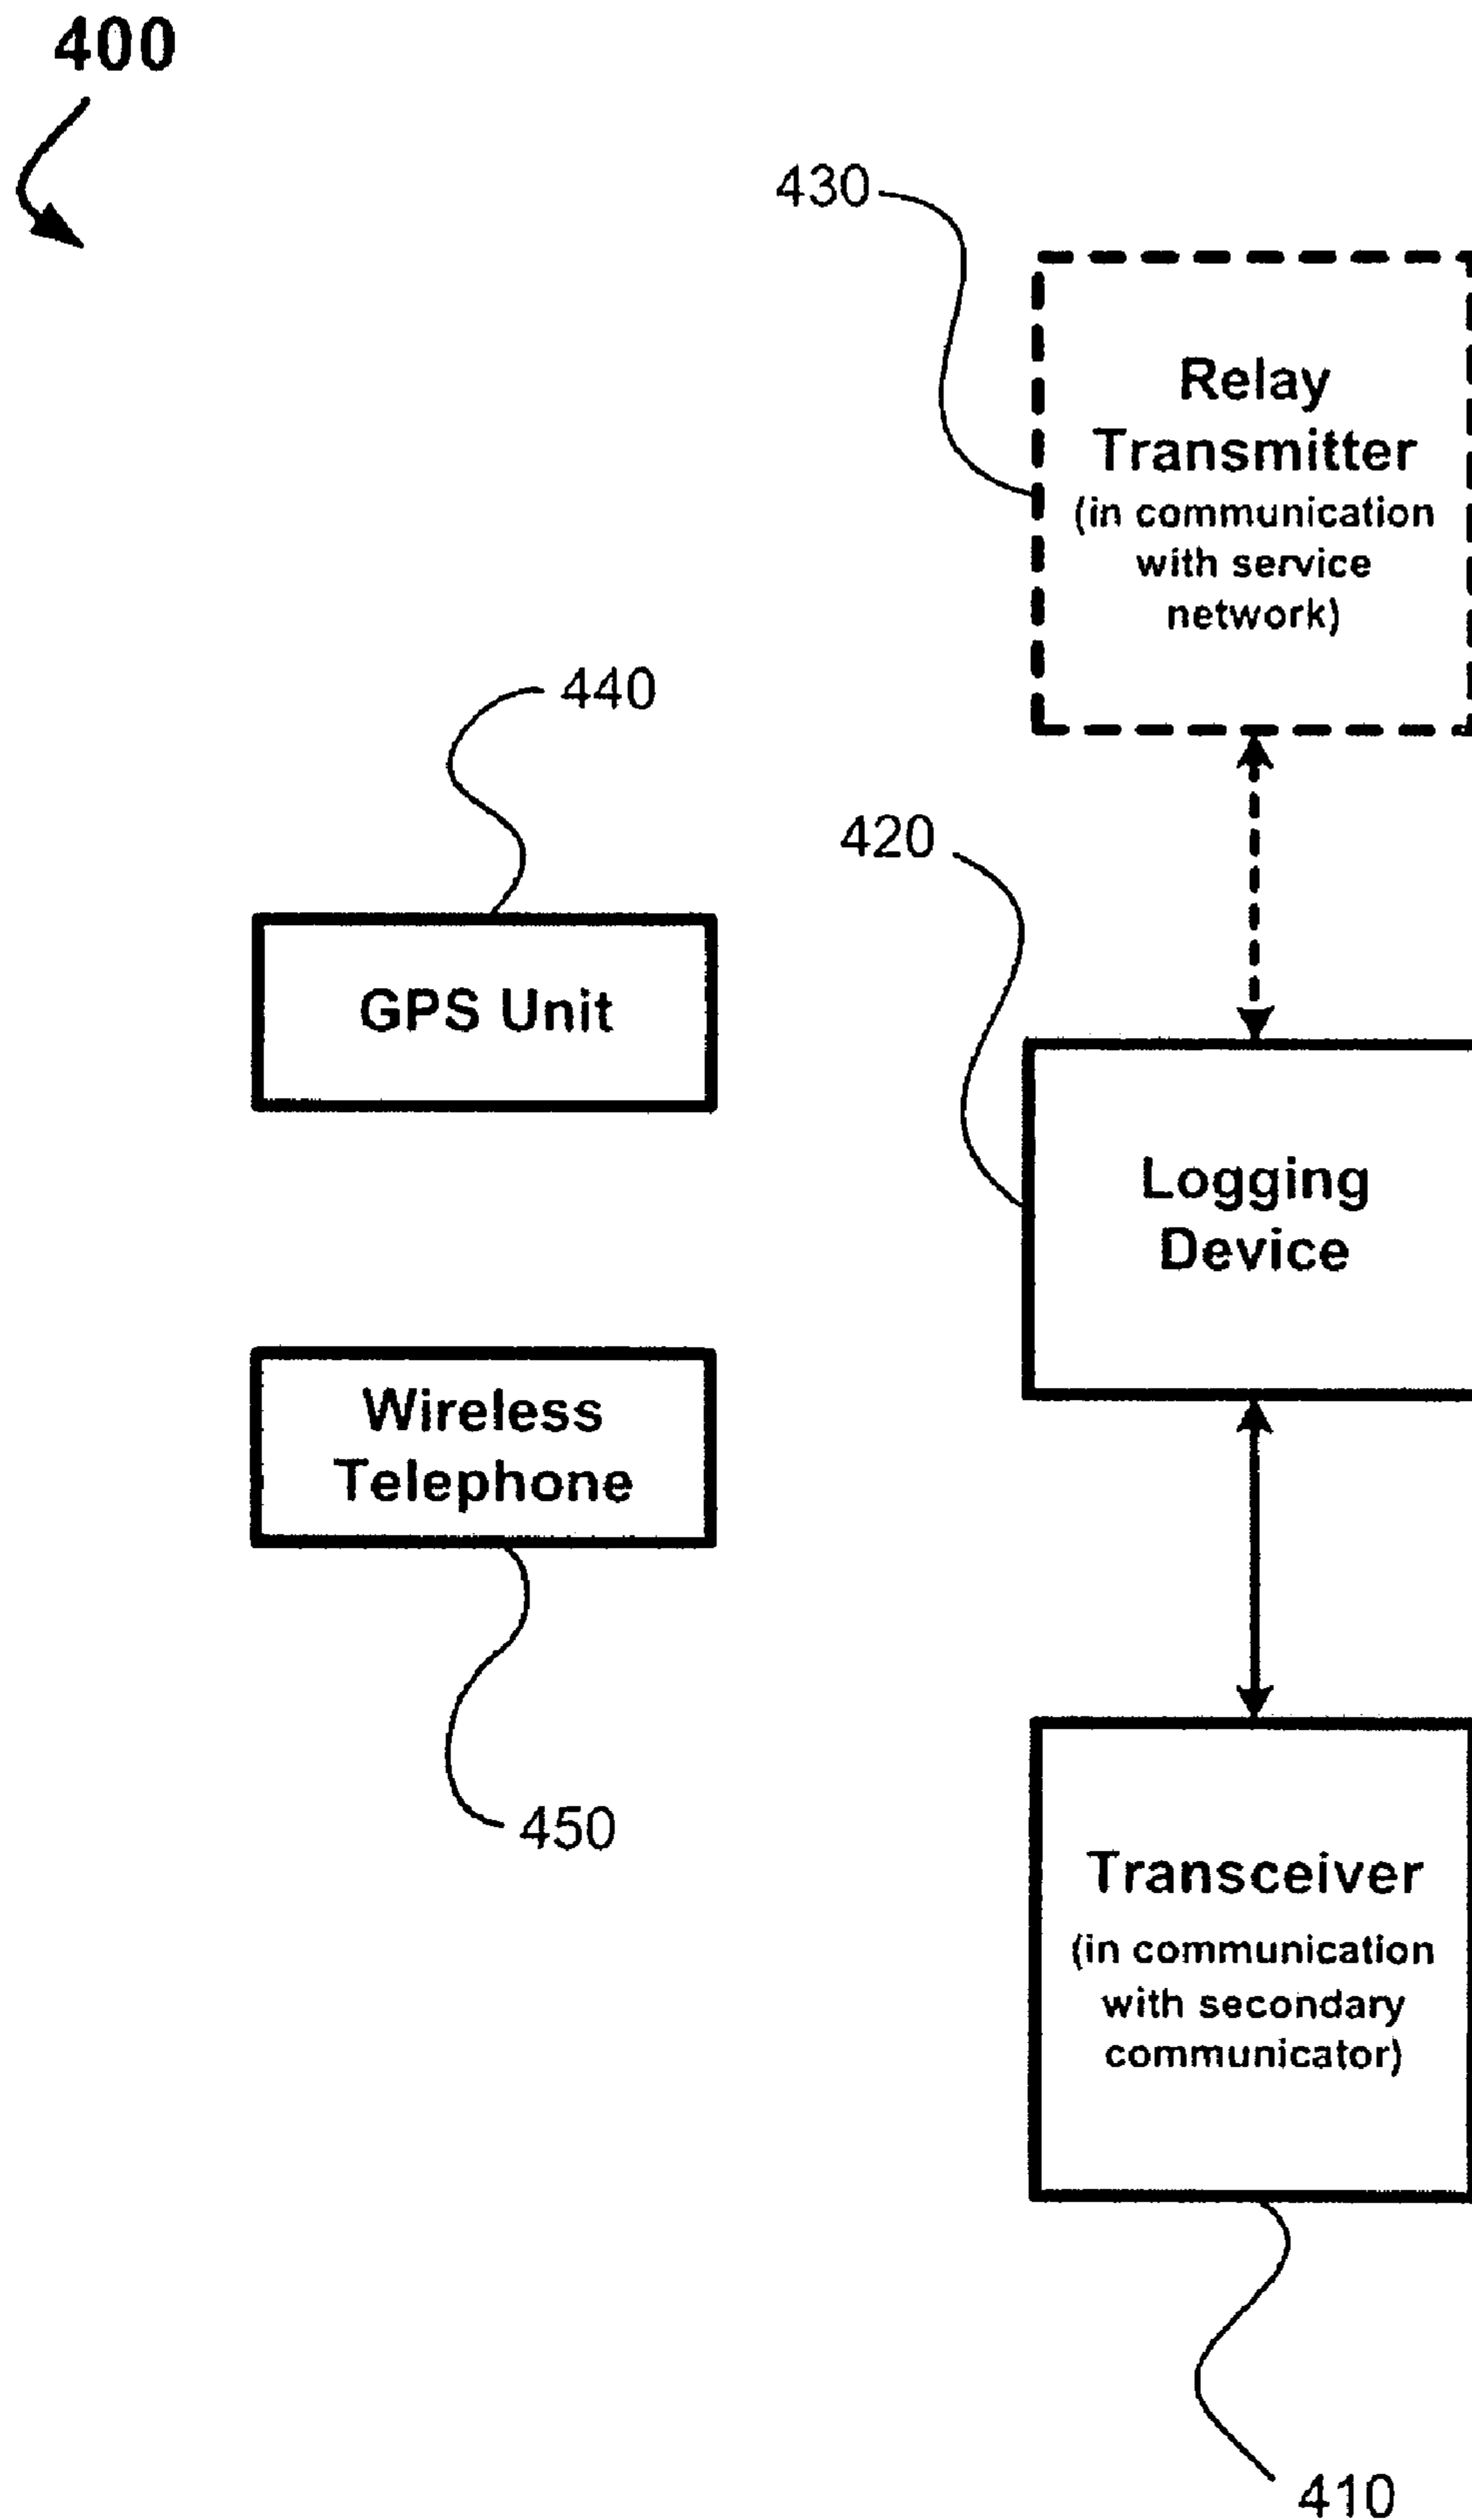 400
430
Relay
Transmitter
(in communication
with service
network)
440
420
GPS Unit
Logging
Device
Wireless
Telephone
450
Transceiver
(in communication
with secondary
communicator)
410